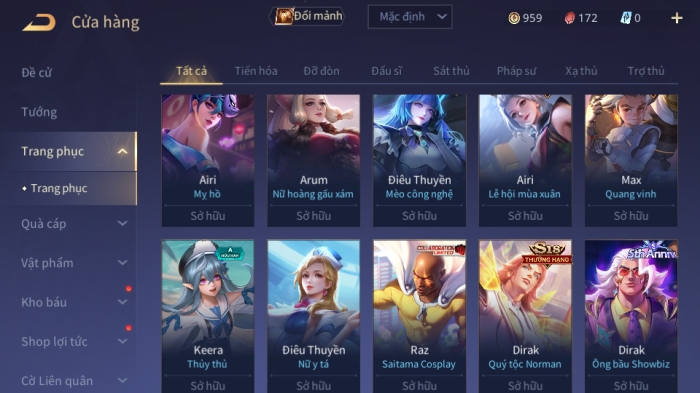 Cửa hàng
Đổi mảnh
Mặc định
959
172
0
Đề cử
Tướng
Trang phục
Trang phục
Quà cáp
Vật phẩm
Kho báu
Shop lợi tức
Cờ Liên quân
Tất cả Tiến hóa Đỡ đòn Đấu sĩ Sát thủ Pháp sư Xạ thủ Trợ thủ
Airi
Mỵ hồ
Sở hữu
Arum
Nữ hoàng gấu xám
Sở hữu
Điêu Thuyền
Mèo công nghệ
Sở hữu
Airi
Lễ hội mùa xuân
Sở hữu
Max
Quang vinh
Sở hữu
Keera
Thủy thủ
Sở hữu
Điêu Thuyền
Nữ y tá
Sở hữu
LIMITED
Raz
Saitama Cosplay
Sở hữu
S18
THƯỢNG HẠNG
Dirak
Quý tộc Norman
Sở hữu
5th Anniv
Dirak
Ông bầu Showbiz
Sở hữu